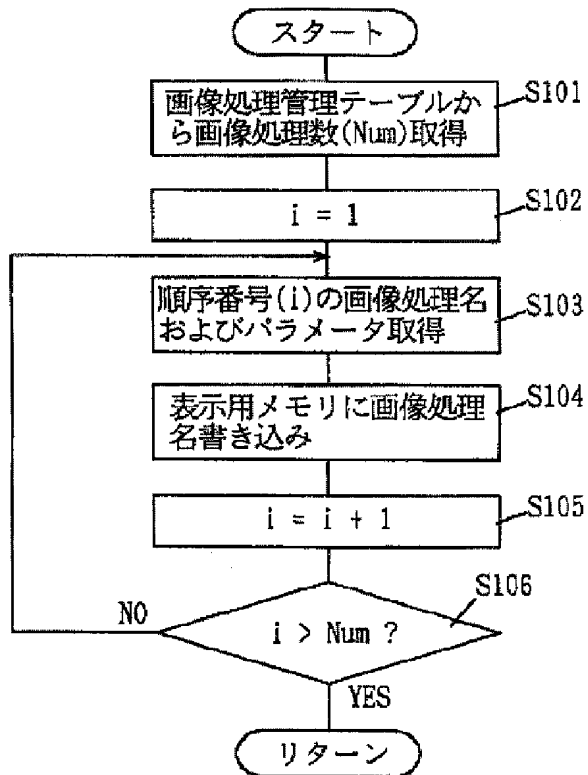 スタート
画像処理管理テーブルか
ら画像処理数(Num)取得
S101
i = 1
S102
順序番号(i)の画像処理名
およびパラメータ取得
S103
表示用メモリに画像処理
名書き込み
S104
i = i + 1
S105
i > Num ?
S106
NO
YES
リターン